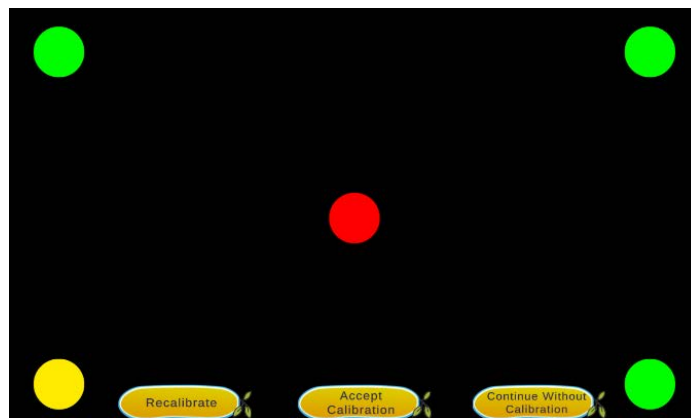 Recalibrate
Accept
Calibration
Continue Without
Calibration